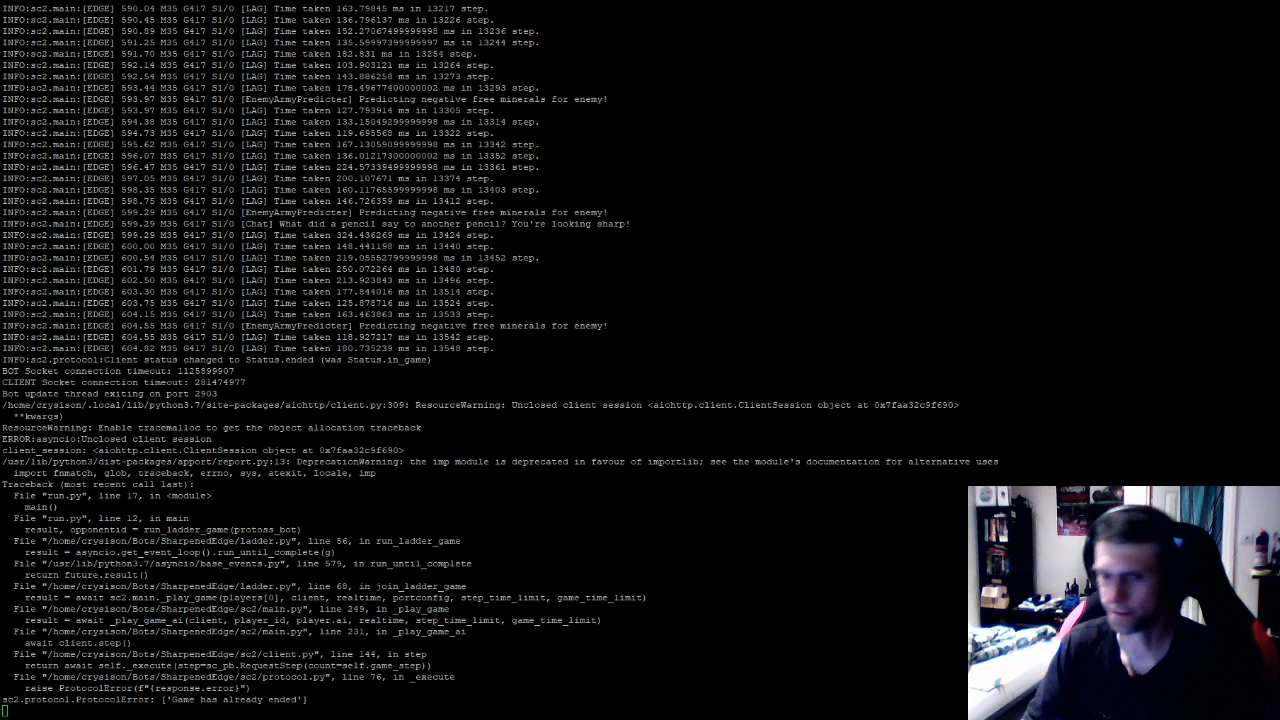 INFO:sc2.main:[EDGE] 590.04 M35 G417 S1/0 [LAG] Time taken 163.79845 ms in 13217 step.
INFO:sc2.main:[EDGE] 590.45 M35 G417 S1/0 [LAG] Time taken 136.796137 ms in 13226 step.
INFO:sc2.main:[EDGE] 590.89 M35 G417 S1/0 [LAG] Time taken 152.27067499999998 ms in 13236 step.
INFO:sc2.main:[EDGE] 591.25 M35 G417 S1/0 [LAG] Time taken 135.59997399999997 ms in 13244 step.
INFO:sc2.main:[EDGE] 591.70 M35 G417 S1/0 [LAG] Time taken 182.831 ms in 13254 step.
INFO:sc2.main:[EDGE] 592.14 M35 G417 S1/0 [LAG] Time taken 103.903121 ms in 13264 step.
INFO:sc2.main:[EDGE] 592.54 M35 G417 S1/0 [LAG] Time taken 143.886258 ms in 13273 step.
INFO:sc2.main:[EDGE] 593.44 M35 G417 S1/0 [LAG] Time taken 178.49677400000002 ms in 13293 step.
INFO:sc2.main:[EDGE] 593.97 M35 G417 S1/0 [EnemyArmyPredicter] Predicting negative free minerals for enemy!
INFO:sc2.main:[EDGE] 593.97 M35 G417 S1/0 [LAG] Time taken 127.793914 ms in 13305 step.
INFO:sc2.main:[EDGE] 594.38 M35 G417 S1/0 [LAG] Time taken 133.15049299999998 ms in 13314 step.
INFO:sc2.main:[EDGE] 594.73 M35 G417 S1/0 [LAG] Time taken 119.695568 ms in 13322 step.
INFO:sc2.main:[EDGE] 595.62 M35 G417 S1/0 [LAG] Time taken 167.13059099999998 ms in 13342 step.
INFO:sc2.main:[EDGE] 596.07 M35 G417 S1/0 [LAG] Time taken 136.01217300000002 ms in 13352 step.
INFO:sc2.main:[EDGE] 596.47 M35 G417 S1/0 [LAG] Time taken 224.57339499999998 ms in 13361 step.
INFO:sc2.main:[EDGE] 597.05 M35 G417 S1/0 [LAG] Time taken 200.107671 ms in 13374 step.
INFO:sc2.main:[EDGE] 598.35 M35 G417 S1/0 [LAG] Time taken 160.11765599999998 ms in 13403 step.
INFO:sc2.main:[EDGE] 598.75 M35 G417 S1/0 [LAG] Time taken 146.726359 ms in 13412 step.
INFO:sc2.main:[EDGE] 599.29 M35 G417 S1/0 [EnemyArmyPredicter] Predicting negative free minerals for enemy!
INFO:sc2.main:[EDGE] 599.29 M35 G417 S1/0 [Chat] What did a pencil say to another pencil? You're looking sharp!
INFO:sc2.main:[EDGE] 599.29 M35 G417 S1/0 [LAG] Time taken 324.436269 ms in 13424 step.
INFO:sc2.main:[EDGE] 600.00 M35 G417 S1/0 [LAG] Time taken 148.441198 ms in 13440 step.
INFO:sc2.main:[EDGE] 600.54 M35 G417 S1/0 [LAG] Time taken 219.05552799999998 ms in 13452 step.
INFO:sc2.main:[EDGE] 601.79 M35 G417 S1/0 [LAG] Time taken 250.072264 ms in 13480 step.
INFO:sc2.main:[EDGE] 602.50 M35 G417 S1/0 [LAG] Time taken 213.923843 ms in 13496 step.
INFO:sc2.main:[EDGE] 603.30 M35 G417 S1/0 [LAG] Time taken 177.844016 ms in 13514 step.
INFO:sc2.main:[EDGE] 603.75 M35 G417 S1/0 [LAG] Time taken 125.878716 ms in 13524 step.
INFO:sc2.main:[EDGE] 604.15 M35 G417 S1/0 [LAG] Time taken 163.463863 ms in 13533 step.
INFO:sc2.main:[EDGE] 604.55 M35 G417 S1/0 [EnemyArmyPredicter] Predicting negative free minerals for enemy!
INFO:sc2.main:[EDGE] 604.55 M35 G417 S1/0 [LAG] Time taken 118.927217 ms in 13542 step.
INFO:sc2.main:[EDGE] 604.82 M35 G417 S1/0 [LAG] Time taken 180.735239 ms in 13548 step.
INFO:sc2.protocol:Client status changed to Status.ended (was Status.in_game)
BOT Socket connection timeout: 1125899907
CLIENT Socket connection timeout: 281474977
Bot update thread exiting on port 2903
/home/crysison/.local/lib/python3.7/site-packages/aiohttp/client.py:309: ResourceWarning: Unclosed client session <aiohttp.client.ClientSession object at 0x7faa32c9f690>
**kwargs)
ResourceWarning: Enable tracemalloc to get the object allocation traceback
ERROR:asyncio:Unclosed client session
client_session: <aiohttp.client.ClientSession object at 0x7faa32c9f690>
/usr/lib/python3/dist-packages/apport/report.py:13: DeprecationWarning: the imp module is deprecated in favour of importlib; see the module's documentation for alternative uses
import fnmatch, glob, traceback, errno, sys, atexit, locale, imp
Traceback (most recent call last):
File "run.py", line 17, in <module>
main()
File "run.py", line 12, in main
result, opponentid = run_ladder_game(protoss_bot)
File "/home/crysison/Bots/SharpenedEdge/ladder.py", line 56, in run_ladder_game
result = asyncio.get_event_loop().run_until_complete(g)
File "/usr/lib/python3.7/asyncio/base_events.py", line 579, in run_until_complete
return future.result()
File "/home/crysison/Bots/SharpenedEdge/ladder.py", line 68, in join_ladder_game
result = await sc2.main._play_game(players[0], client, realtime, portconfig, step_time_limit, game_time_limit)
File "/home/crysison/Bots/SharpenedEdge/sc2/main.py", line 249, in _play_game
result = await _play_game_ai(client, player_id, player.ai, realtime, step_time_limit, game_time_limit)
File "/home/crysison/Bots/SharpenedEdge/sc2/main.py", line 231, in _play_game_ai
await client.step()
File "/home/crysison/Bots/SharpenedEdge/sc2/client.py", line 144, in step
return await self._execute(step=sc_pb.RequestStep(count=self.game_step))
File "/home/crysison/Bots/SharpenedEdge/sc2/protocol.py", line 76, in _execute
raise ProtocolError(f"{response.error}")
sc2.protocol.ProtocolError: ['Game has already ended']